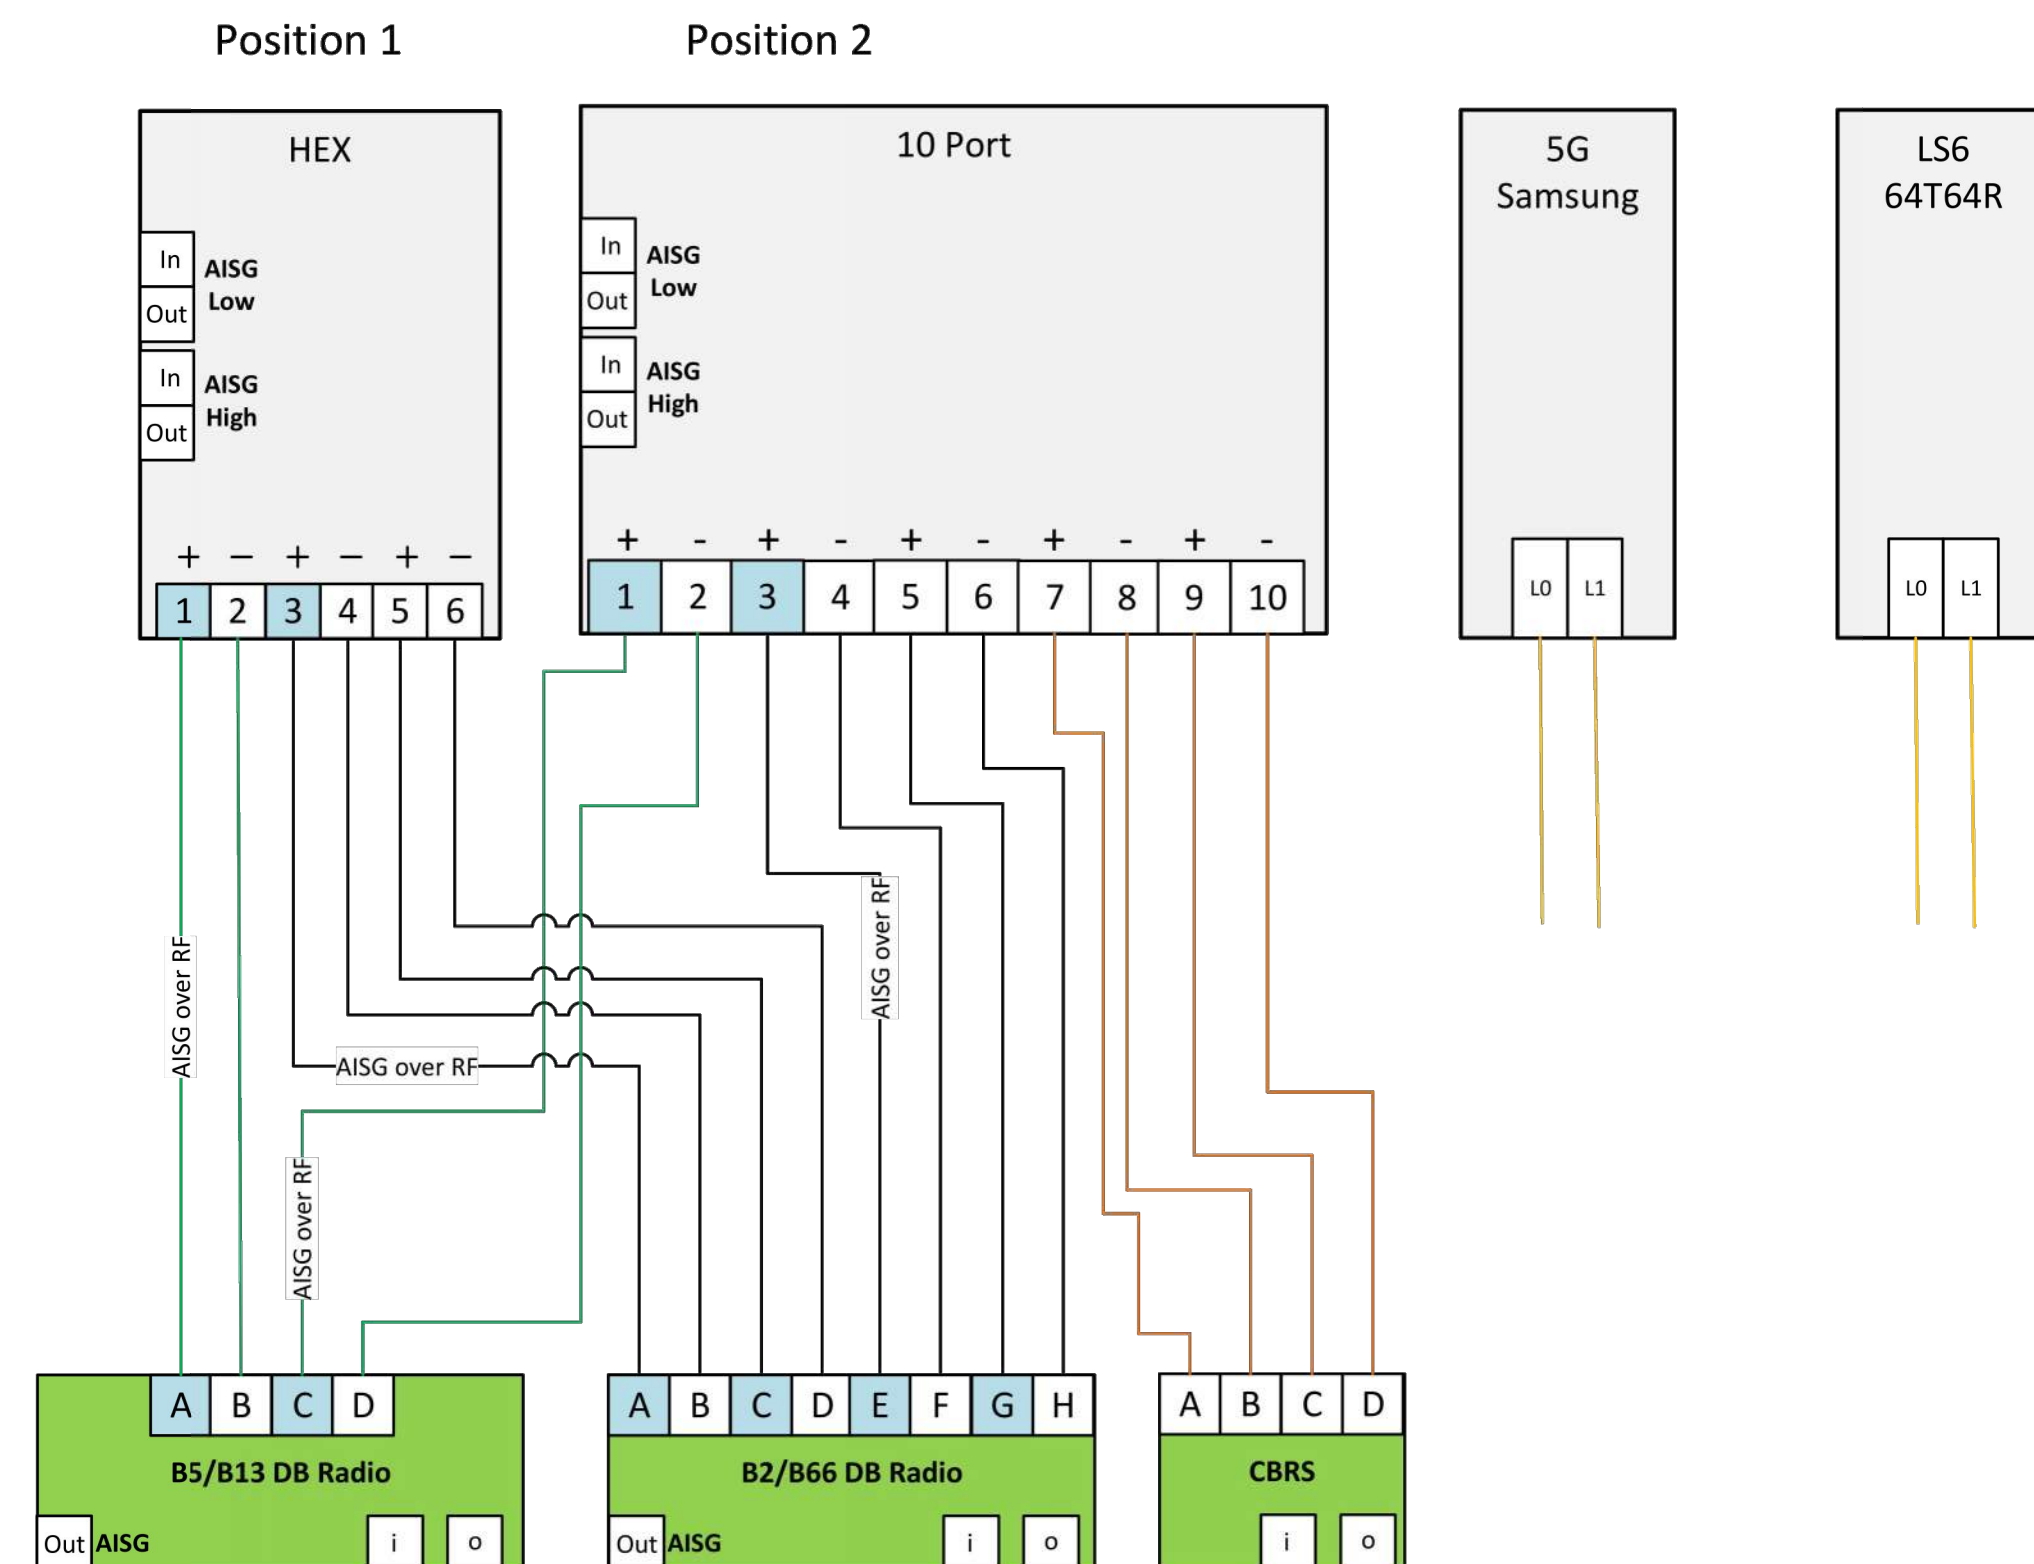 Position 1
Position 2
HEX
In
AISG
Low
Out
In
AISG
High
Out
+ − + − + −
1 2 3 4 5 6
10 Port
In
AISG
Low
Out
In
AISG
High
Out
+ - + - + - + - + -
1 2 3 4 5 6 7 8 9 10
5G
Samsung
L0 L1
LS6
64T64R
L0 L1
AISG over RF
AISG over RF
AISG over RF
AISG over RF
A B C D
B5/B13 DB Radio
Out AISG i o
A B C D E F G H
B2/B66 DB Radio
Out AISG i o
A B C D
CBRS
i o